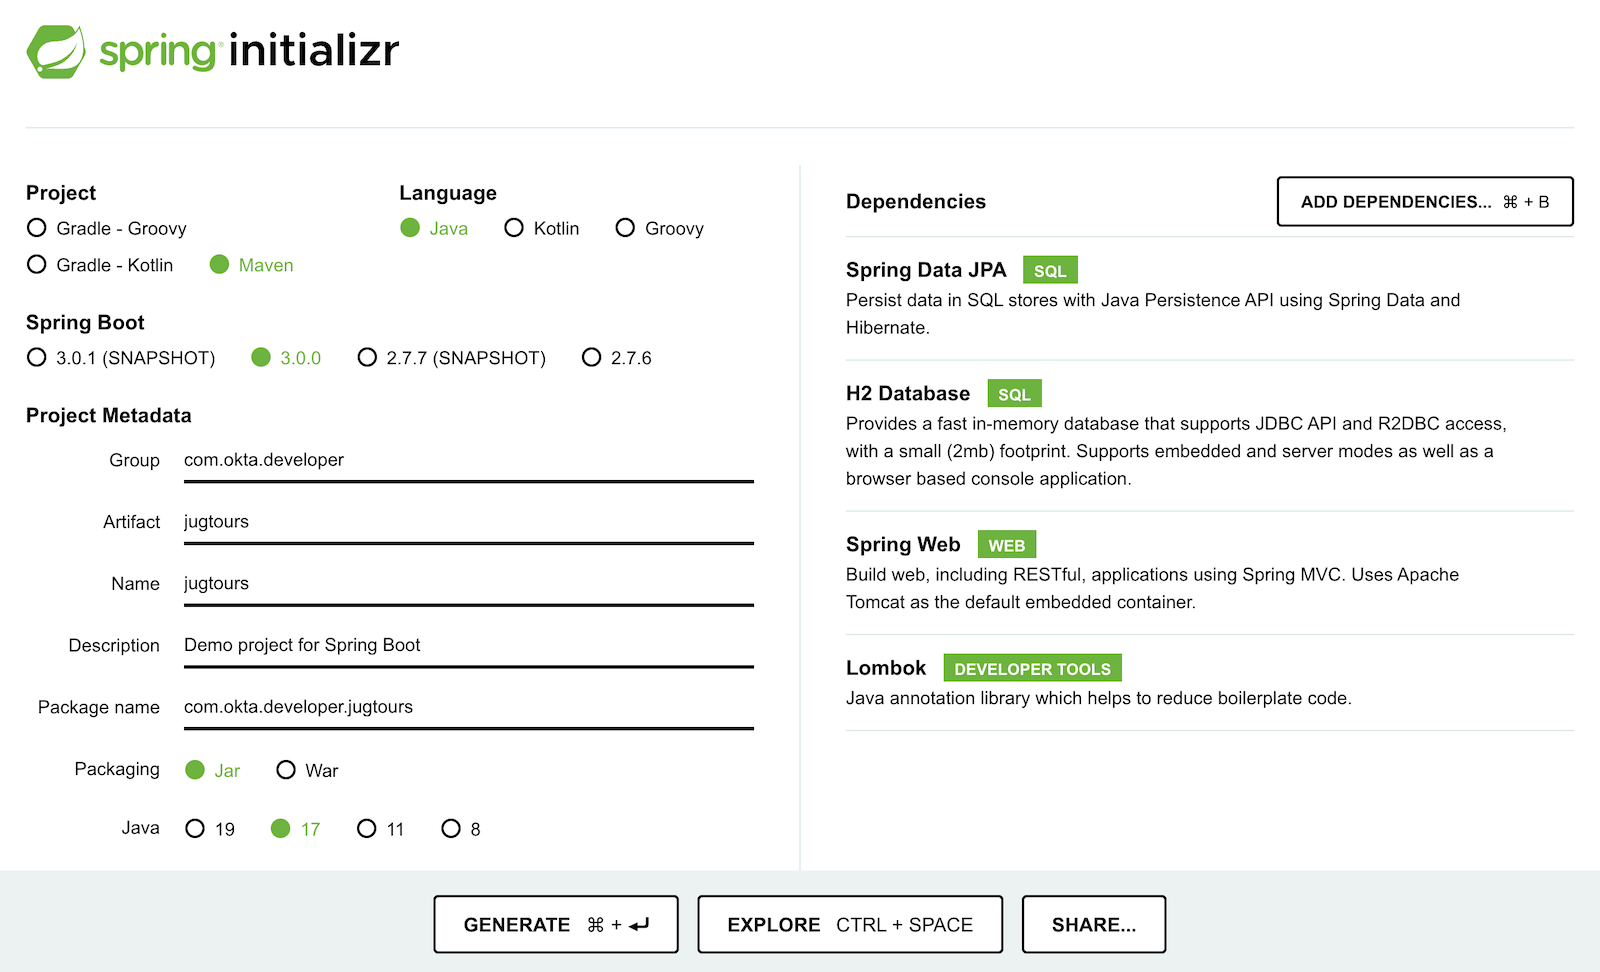 spring initializr
Project
Gradle - Groovy
Gradle - Kotlin Maven
Language
Java Kotlin Groovy
Spring Boot
3.0.1 (SNAPSHOT) 3.0.0 2.7.7 (SNAPSHOT) 2.7.6
Project Metadata
Group com.okta.developer
Artifact jugtours
Name jugtours
Description Demo project for Spring Boot
Package name com.okta.developer.jugtours
Packaging Jar War
Java 19 17 11 8
Dependencies
ADD DEPENDENCIES... ⌘ + B
Spring Data JPA SQL
Persist data in SQL stores with Java Persistence API using Spring Data and
Hibernate.
H2 Database SQL
Provides a fast in-memory database that supports JDBC API and R2DBC access,
with a small (2mb) footprint. Supports embedded and server modes as well as a
browser based console application.
Spring Web WEB
Build web, including RESTful, applications using Spring MVC. Uses Apache
Tomcat as the default embedded container.
Lombok DEVELOPER TOOLS
Java annotation library which helps to reduce boilerplate code.
GENERATE ⌘ + ↵
EXPLORE CTRL + SPACE
SHARE...